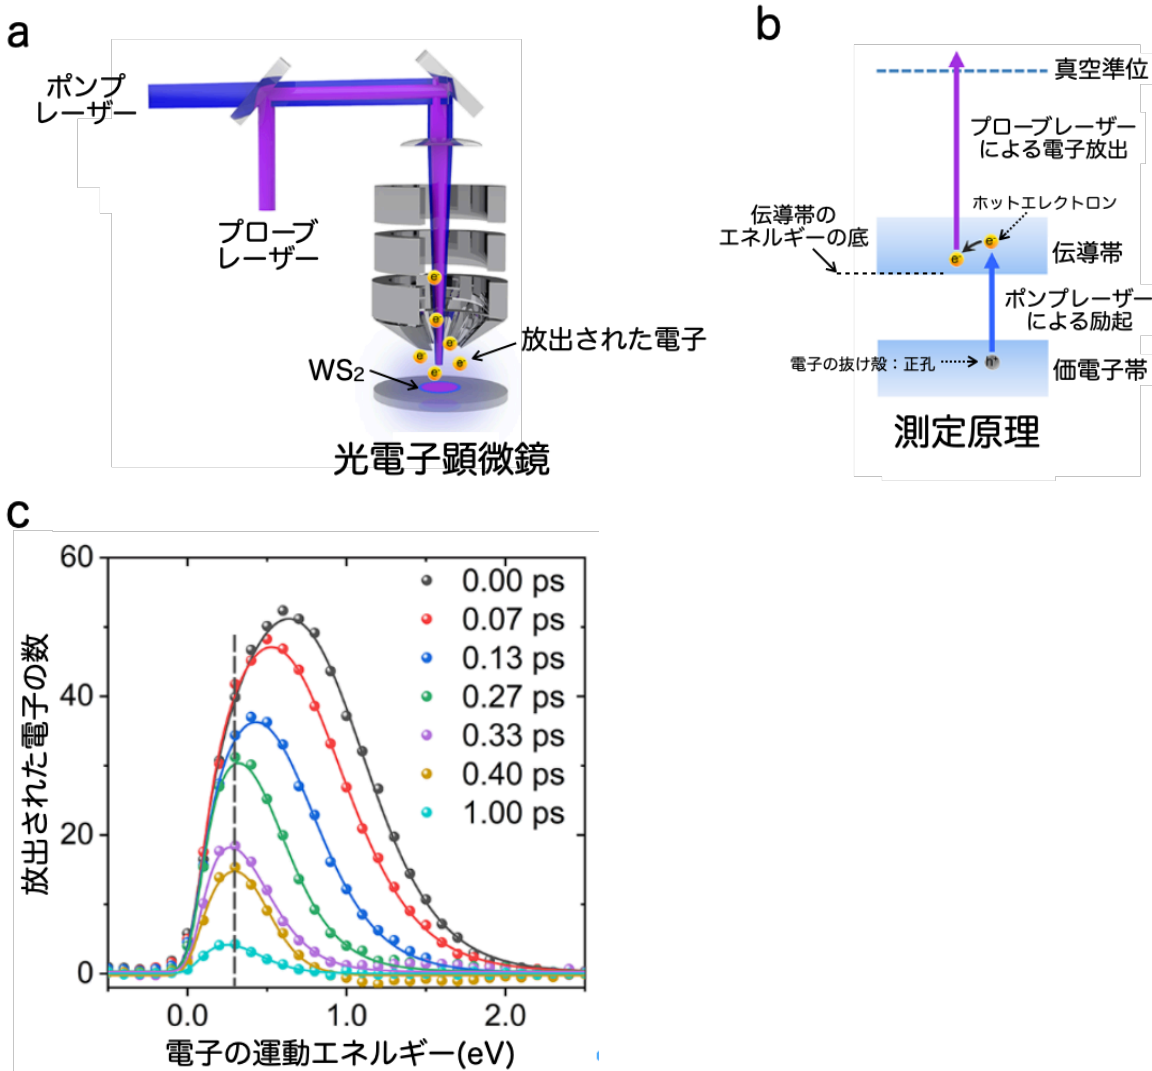 a
ポンプ
レーザー
プローブ
レーザー
放出された電子
WS₂
e⁻
e⁻
e⁻
e⁻
e⁻
e⁻
光電子顕微鏡
b
真空準位
プローブレーザー
による電子放出
ホットエレクトロン
伝導帯の
エネルギーの底
e⁻
e⁻
伝導帯
ポンプレーザー
による励起
電子の抜け殻:正孔
h⁺
価電子帯
測定原理
c
放出された電子の数
60
40
20
0
0.00 ps
0.07 ps
0.13 ps
0.27 ps
0.33 ps
0.40 ps
1.00 ps
0.0
1.0
2.0
電子の運動エネルギー(eV)